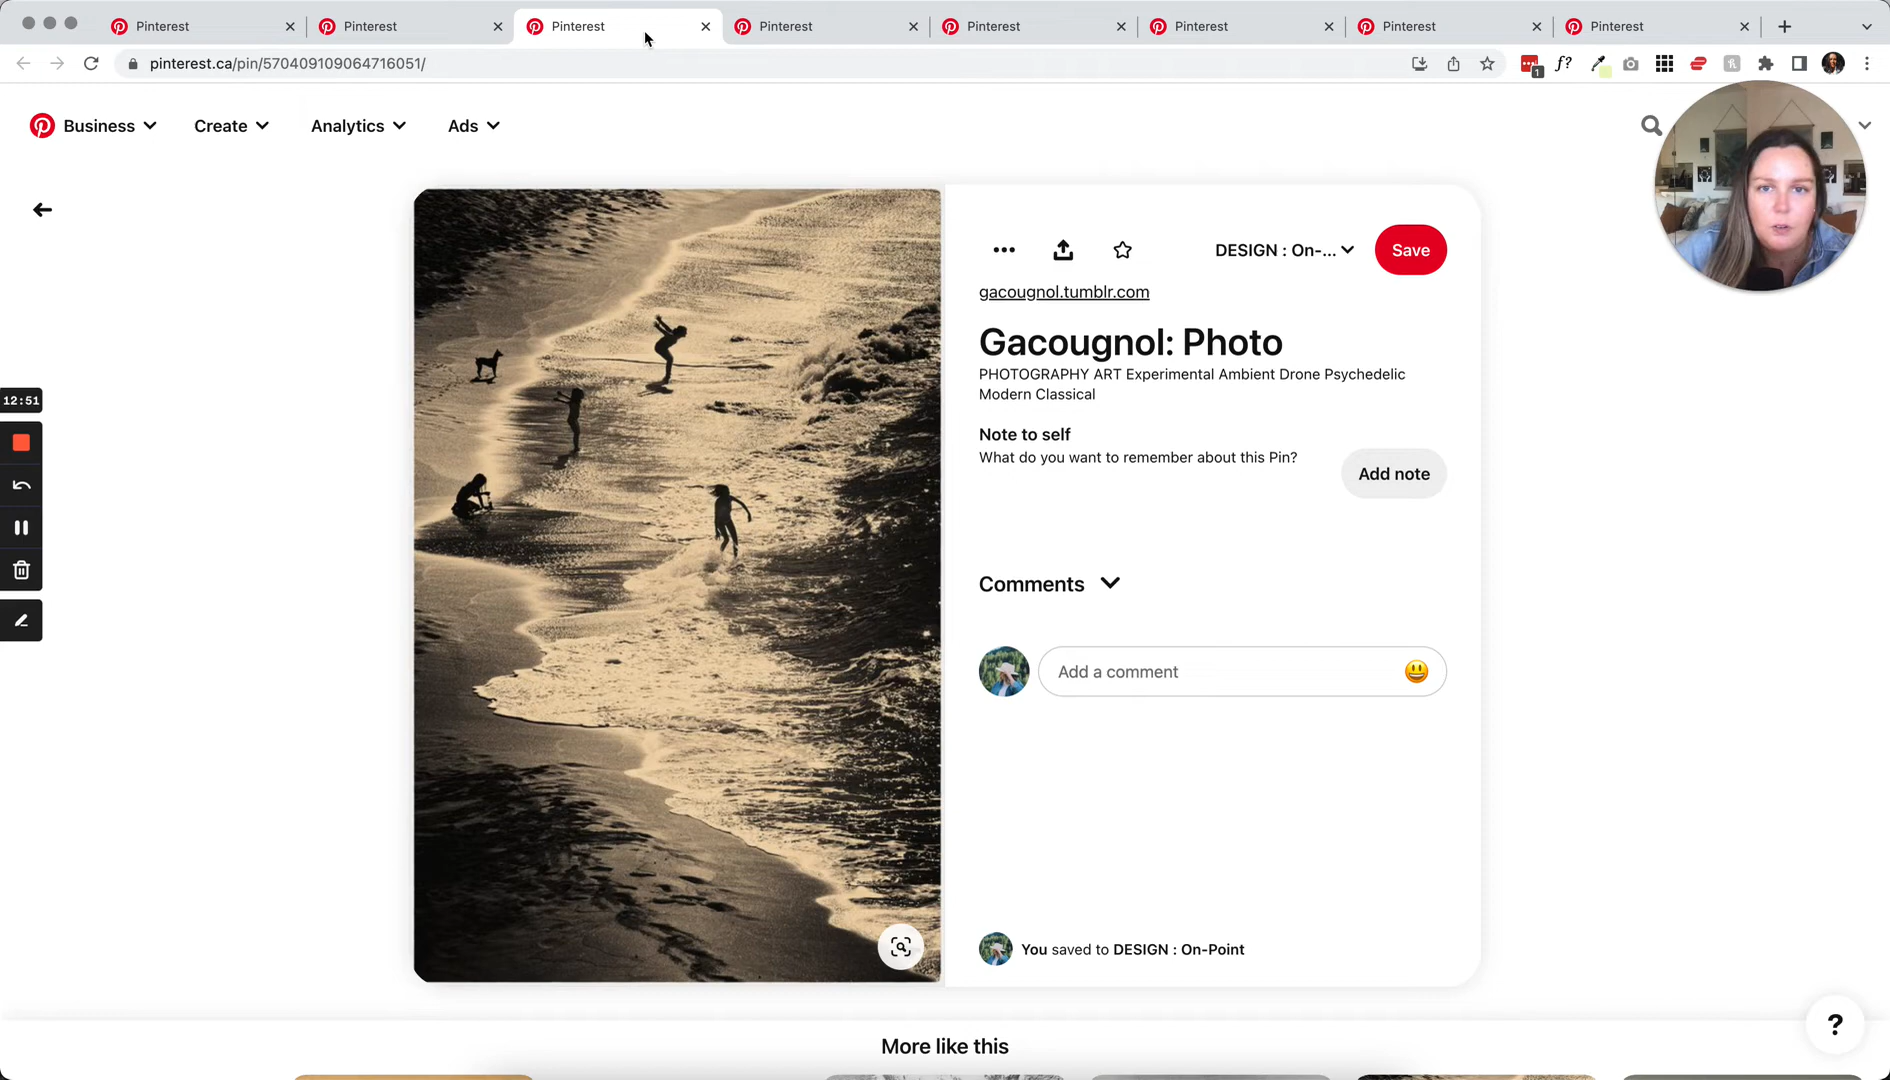 Pinterest
Pinterest
Pinterest
Pinterest
Pinterest
Pinterest
Pinterest
Pinterest
pinterest.ca/pin/570409109064716051/
1
f?
Business
Create
Analytics
Ads
DESIGN : On-...
Save
gacougnol.tumblr.com
Gacougnol: Photo
PHOTOGRAPHY ART Experimental Ambient Drone Psychedelic
Modern Classical
Note to self
What do you want to remember about this Pin?
Add note
12:51
Comments
Add a comment
You saved to DESIGN : On-Point
?
More like this